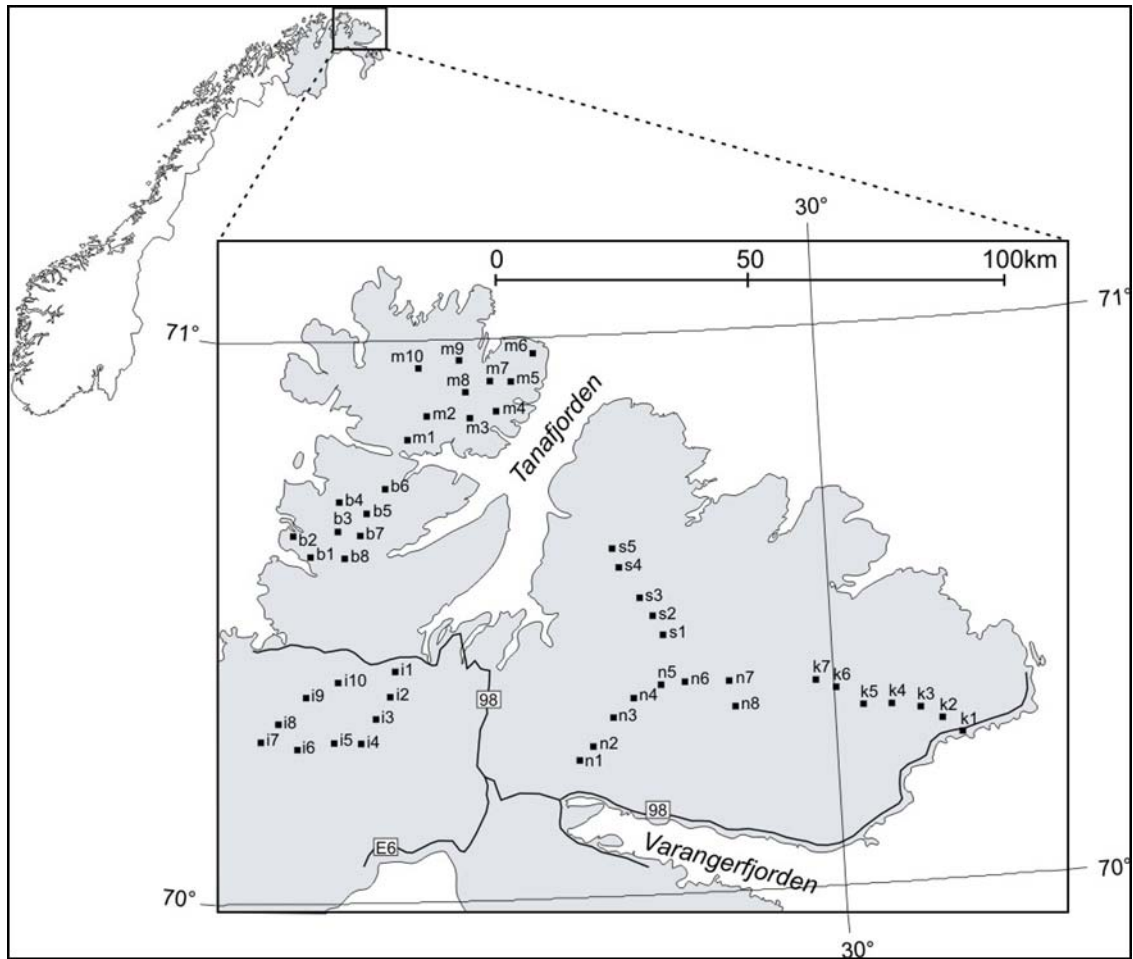 30°
0 50 100km
71° 71°
m6
m9
m10
m7
m5
m8
m4
m2
m3
m1
Tanafjorden
b6
b4
b5
b3
b7
b2
b1
b8
s5
s4
s3
s2
s1
i1
i10
i2
i9
i3
i8
i7
i6
i5
i4
98
n5
n6
n7
n4
n8
n3
n2
n1
k7
k6
k5
k4
k3
k2
k1
98
E6
Varangerfjorden
70° 70°
30°